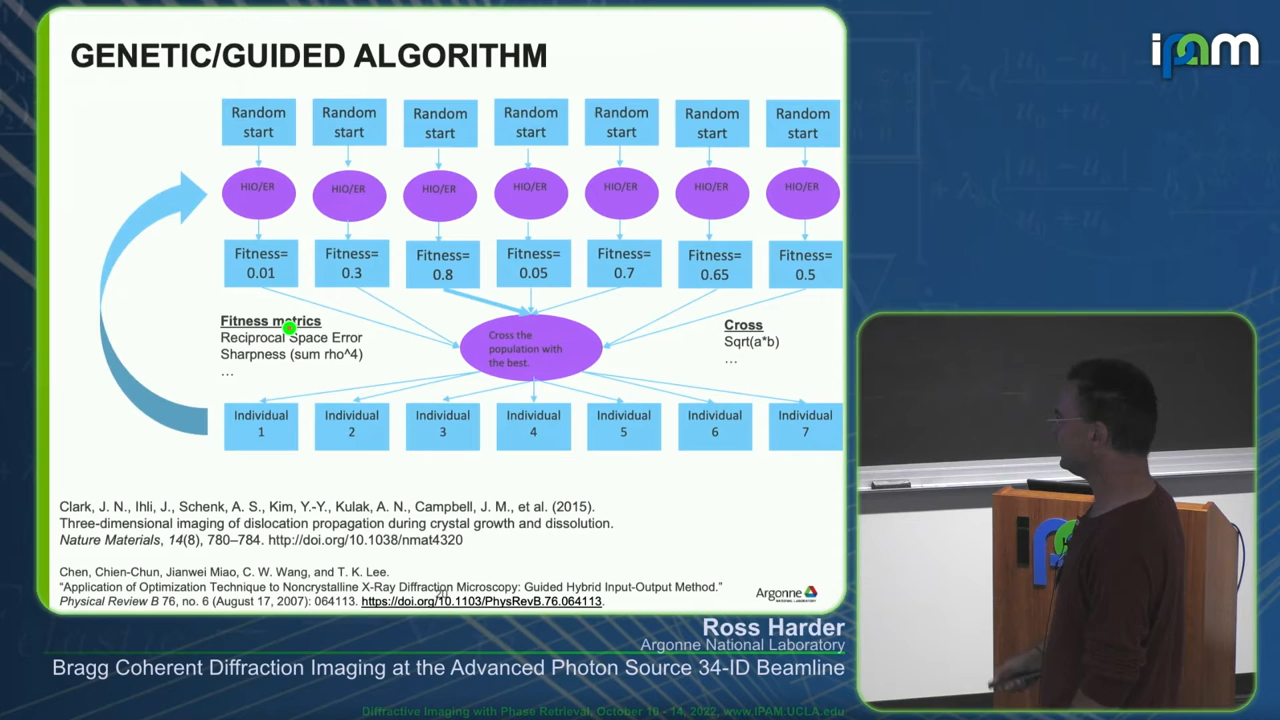 GENETIC/GUIDED ALGORITHM
ipam
Random start
Random start
Random start
Random start
Random start
Random start
Random start
HIO/ER
HIO/ER
HIO/ER
HIO/ER
HIO/ER
HIO/ER
HIO/ER
Fitness= 0.01
Fitness= 0.3
Fitness= 0.8
Fitness= 0.05
Fitness= 0.7
Fitness= 0.65
Fitness= 0.5
Fitness metrics
Reciprocal Space Error
Sharpness (sum rho^4)
…
Cross the
population with
the best.
Cross
Sqrt(a*b)
…
Individual 1
Individual 2
Individual 3
Individual 4
Individual 5
Individual 6
Individual 7
Clark, J. N., Ihli, J., Schenk, A. S., Kim, Y.-Y., Kulak, A. N., Campbell, J. M., et al. (2015).
Three-dimensional imaging of dislocation propagation during crystal growth and dissolution.
Nature Materials, 14(8), 780–784. http://doi.org/10.1038/nmat4320
Chen, Chien-Chun, Jianwei Miao, C. W. Wang, and T. K. Lee.
"Application of Optimization Technique to Noncrystalline X-Ray Diffraction Microscopy: Guided Hybrid Input-Output Method."
Physical Review B 76, no. 6 (August 17, 2007): 064113. https://doi.org/10.1103/PhysRevB.76.064113.
Argonne
NATIONAL LABORATORY
Ross Harder
Argonne National Laboratory
Bragg Coherent Diffraction Imaging at the Advanced Photon Source 34-ID Beamline
Diffractive Imaging with Phase Retrieval, October 10 - 14, 2022, www.IPAM.UCLA.edu